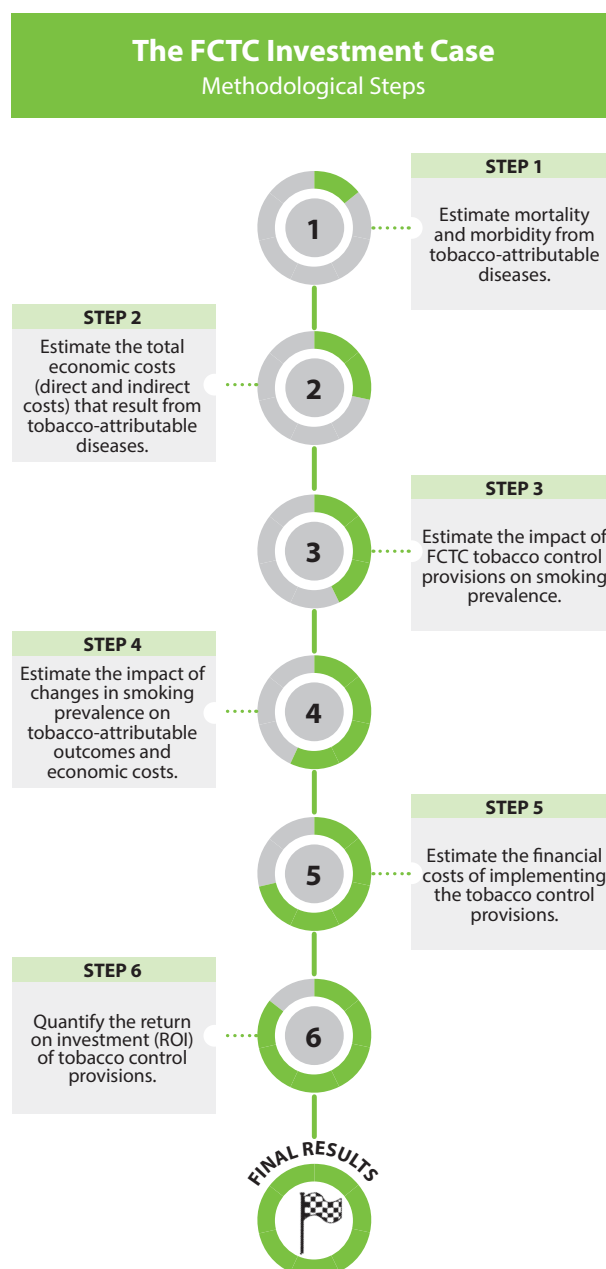 The FCTC Investment Case
Methodological Steps
1
STEP 1
Estimate mortality
and morbidity from
tobacco-attributable
diseases.
STEP 2
Estimate the total
economic costs
(direct and indirect
costs) that result from
tobacco-attributable
diseases.
2
3
STEP 3
Estimate the impact of
FCTC tobacco control
provisions on smoking
prevalence.
STEP 4
Estimate the impact of
changes in smoking
prevalence on
tobacco-attributable
outcomes and
economic costs.
4
5
STEP 5
Estimate the financial
costs of implementing
the tobacco control
provisions.
STEP 6
Quantify the return
on investment (ROI)
of tobacco control
provisions.
6
FINAL RESULTS